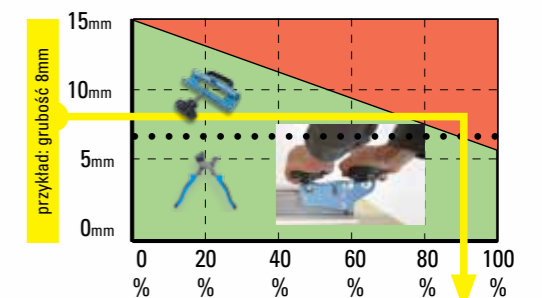 przykład: grubość 8mm
15mm
10mm
5mm
0mm
0 20 40 60 80 100
% % % % % %